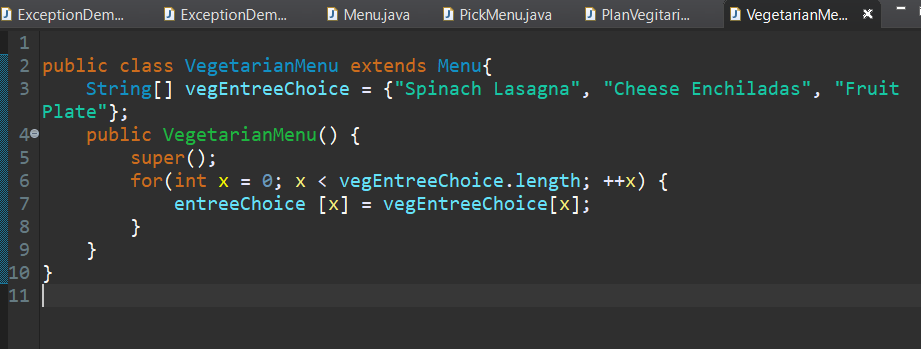 ExceptionDem... ExceptionDem... Menu.java PickMenu.java PlanVegitari... VegetarianMe...
1
2 public class VegetarianMenu extends Menu{
3 String[] vegEntreeChoice = {"Spinach Lasagna", "Cheese Enchiladas", "Fruit
Plate"};
4 public VegetarianMenu() {
5 super();
6 for(int x = 0; x < vegEntreeChoice.length; ++x) {
7 entreeChoice [x] = vegEntreeChoice[x];
8 }
9 }
10 }
11